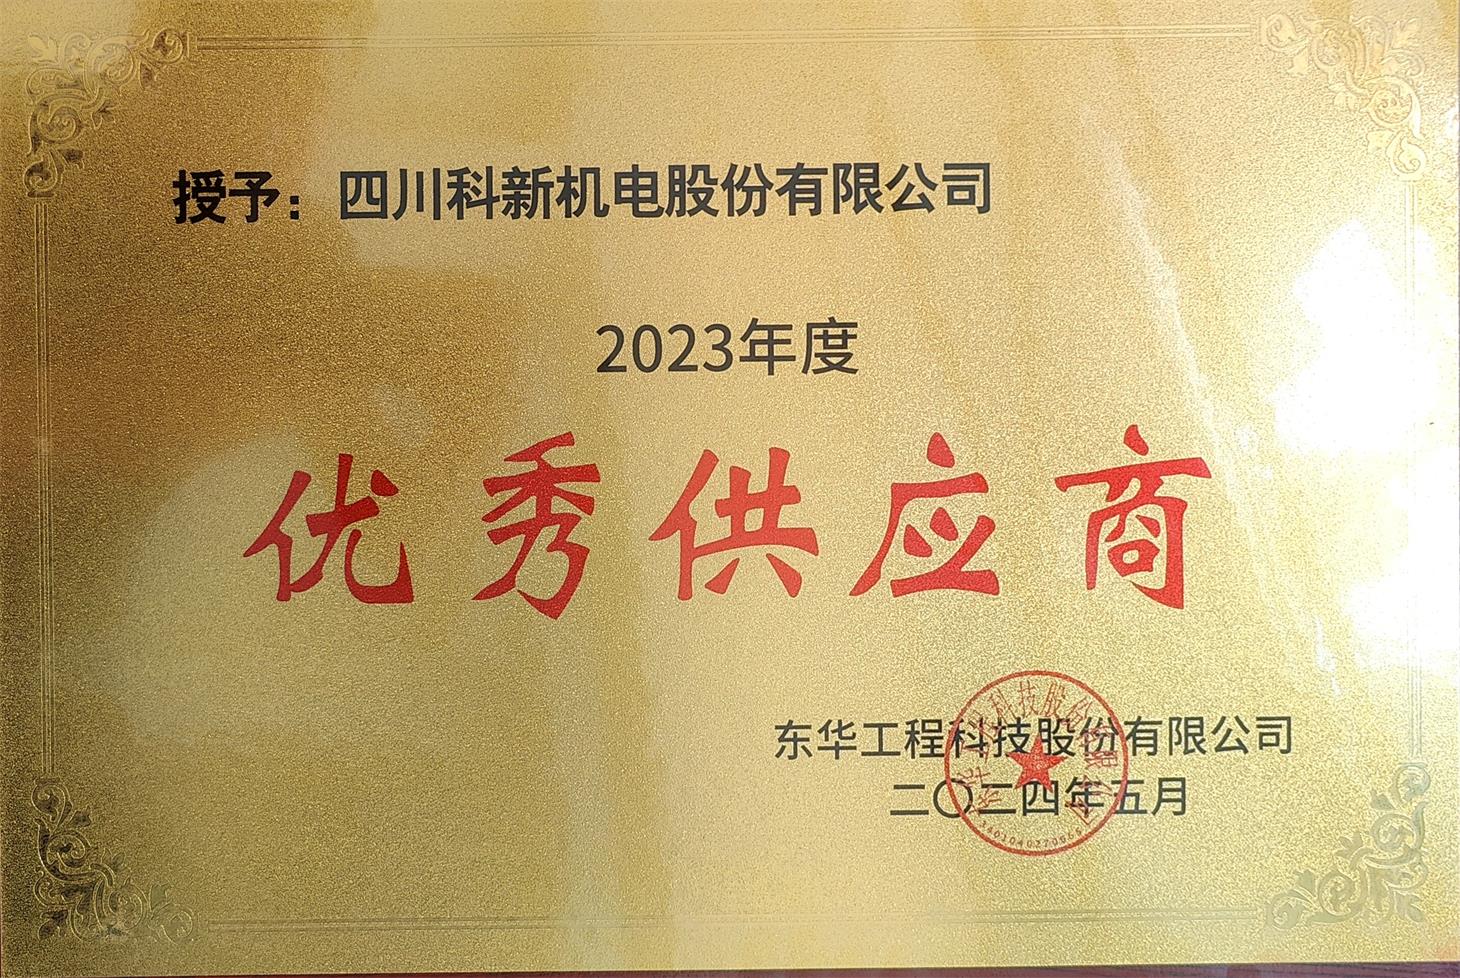 授予：四川科新机电股份有限公司
2023年度
优秀供应商
东华工程科技股份有限公司
二〇二四年五月